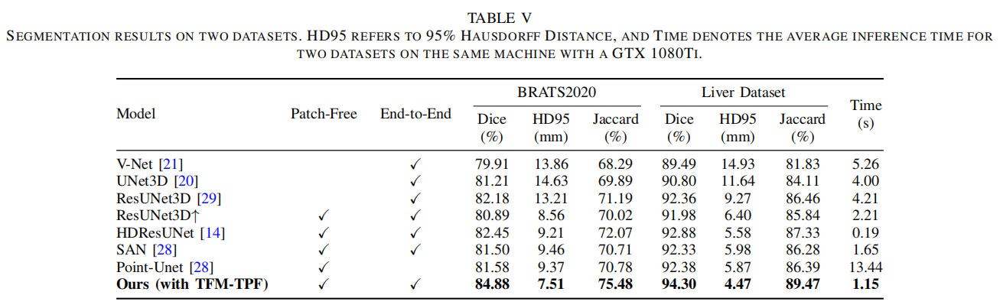 TABLE V
SEGMENTATION RESULTS ON TWO DATASETS. HD95 REFERS TO 95% HAUSDORFF DISTANCE, AND TIME DENOTES THE AVERAGE INFERENCE TIME FOR
TWO DATASETS ON THE SAME MACHINE WITH A GTX 1080TI.
Model Patch-Free End-to-End BRATS2020 Liver Dataset Time (s)
Dice (%) HD95 (mm) Jaccard (%) Dice (%) HD95 (mm) Jaccard (%)
V-Net [21] ✓ 79.91 13.86 68.29 89.49 14.93 81.83 5.26
UNet3D [20] ✓ 81.21 14.63 69.89 90.80 11.64 84.11 4.00
ResUNet3D [29] ✓ 82.18 13.21 71.19 92.36 9.27 86.46 4.21
ResUNet3D↑ ✓ ✓ 80.89 8.56 70.02 91.98 6.40 85.84 2.21
HDResUNet [14] ✓ ✓ 82.45 9.21 72.07 92.88 5.58 87.33 0.19
SAN [28] ✓ ✓ 81.50 9.46 70.71 92.33 5.98 86.28 1.65
Point-Unet [28] ✓ 81.58 9.37 70.78 92.38 5.87 86.39 13.44
Ours (with TFM-TPF) ✓ ✓ 84.88 7.51 75.48 94.30 4.47 89.47 1.15